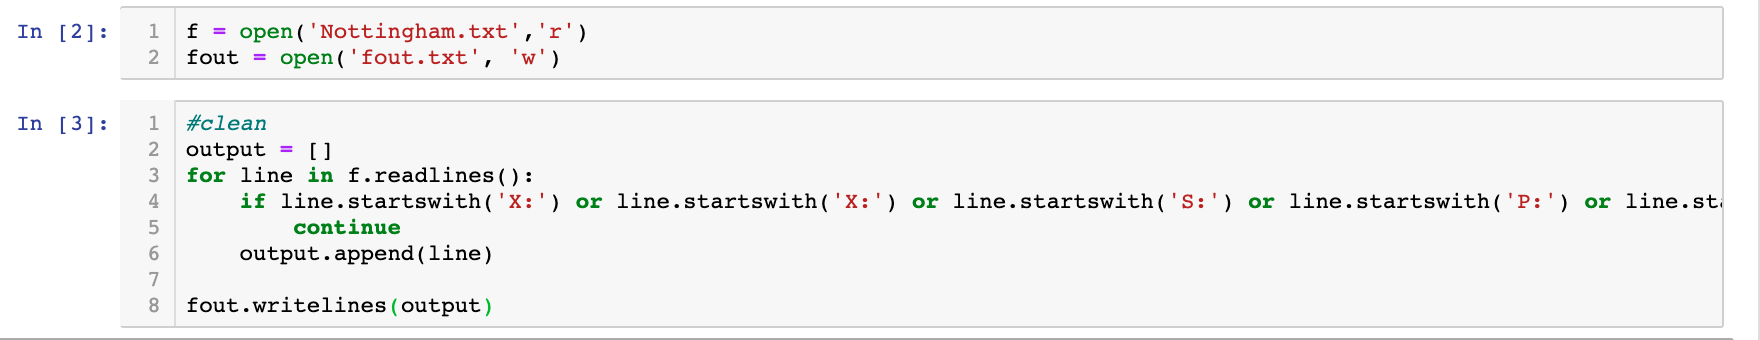 In [2]:
1 f = open('Nottingham.txt','r')
2 fout = open('fout.txt', 'w')
In [3]:
1 #clean
2 output = []
3 for line in f.readlines():
4     if line.startswith('X:') or line.startswith('X:') or line.startswith('S:') or line.startswith('P:') or line.st
5         continue
6     output.append(line)
7
8 fout.writelines(output)